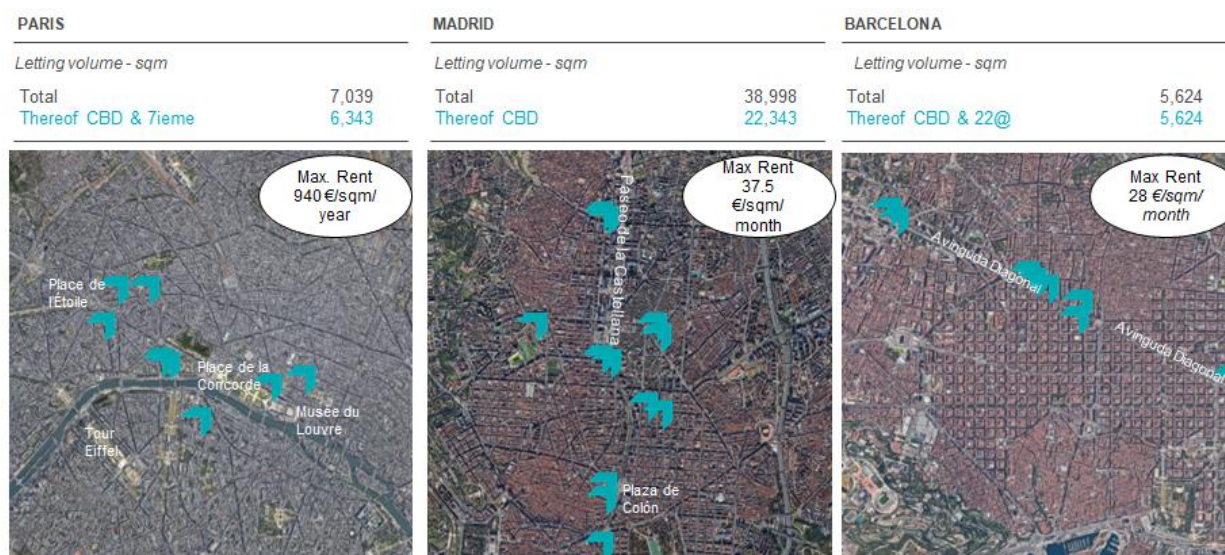 PARIS
Letting volume - sqm
Total 7,039
Thereof CBD & 7ieme 6,343
Max. Rent
940 €/sqm/
year
Place de
l'Étoile
Place de la
Concorde
Musée du
Louvre
Tour
Eiffel
MADRID
Letting volume - sqm
Total 38,998
Thereof CBD 22,343
Max Rent
37.5
€/sqm/
month
Paseo de la Castellana
Plaza de
Colón
BARCELONA
Letting volume - sqm
Total 5,624
Thereof CBD & 22@ 5,624
Max Rent
28 €/sqm/
month
Avinguda Diagonal
Avinguda Diagonal